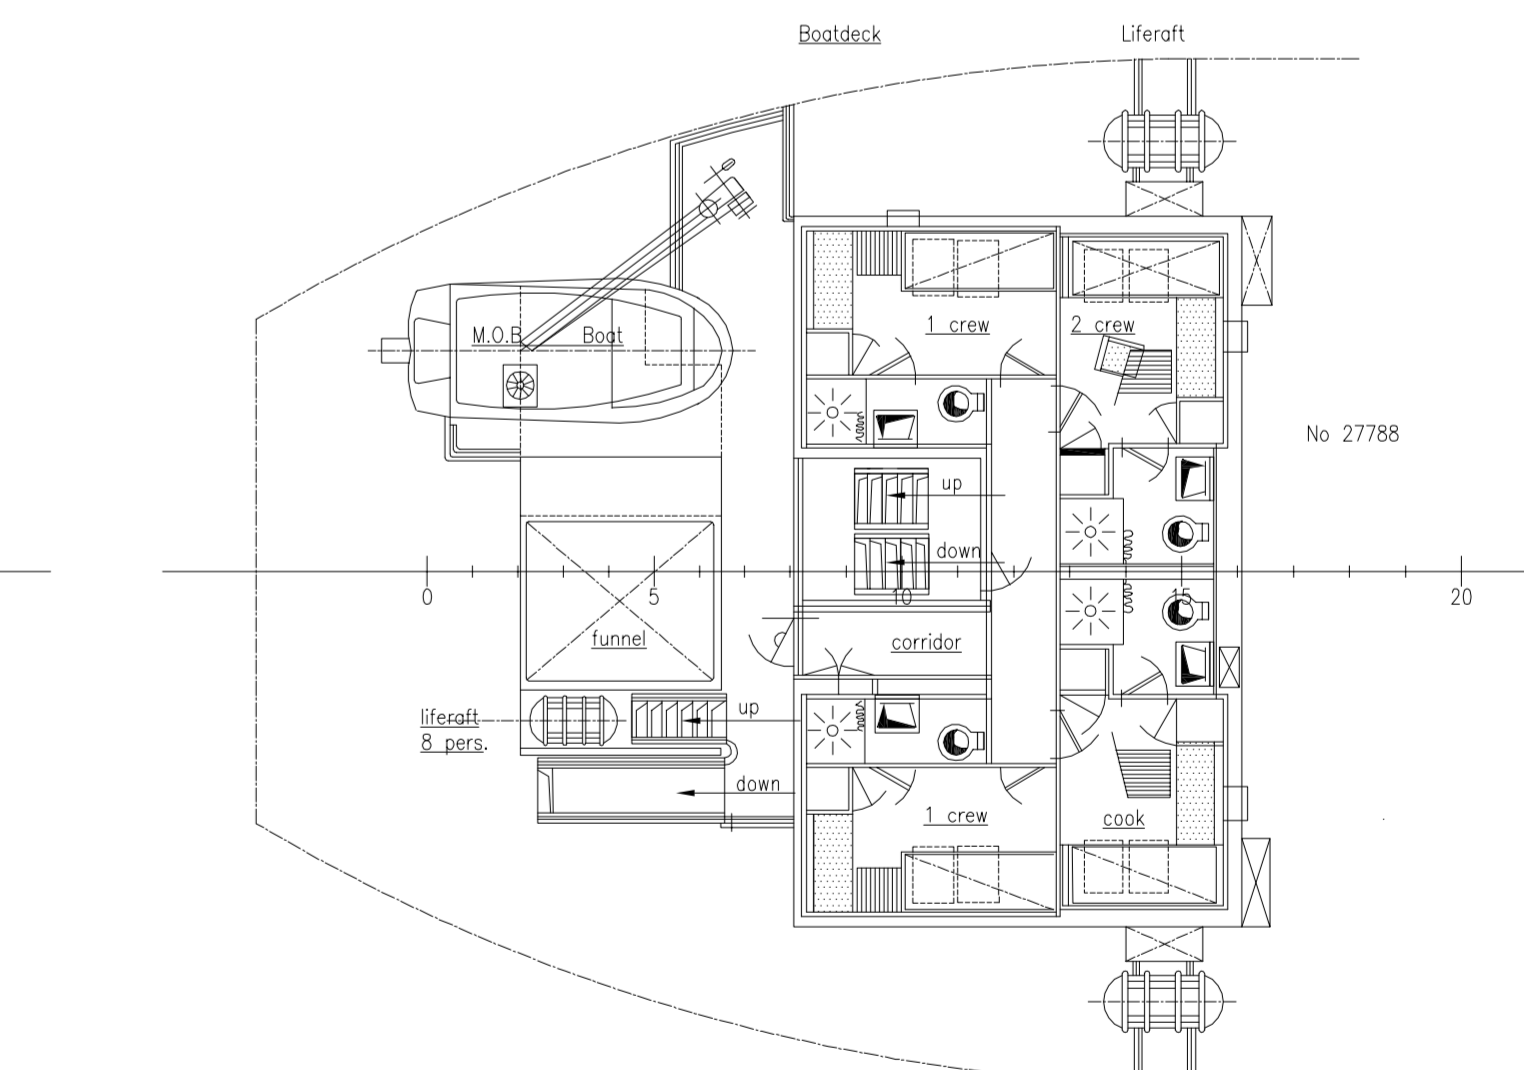 Boatdeck
Liferaft
M.O.B. Boat
1 crew
2 crew
No 27788
up
down
0
5
10
15
20
funnel
corridor
liferaft
8 pers.
up
down
1 crew
cook